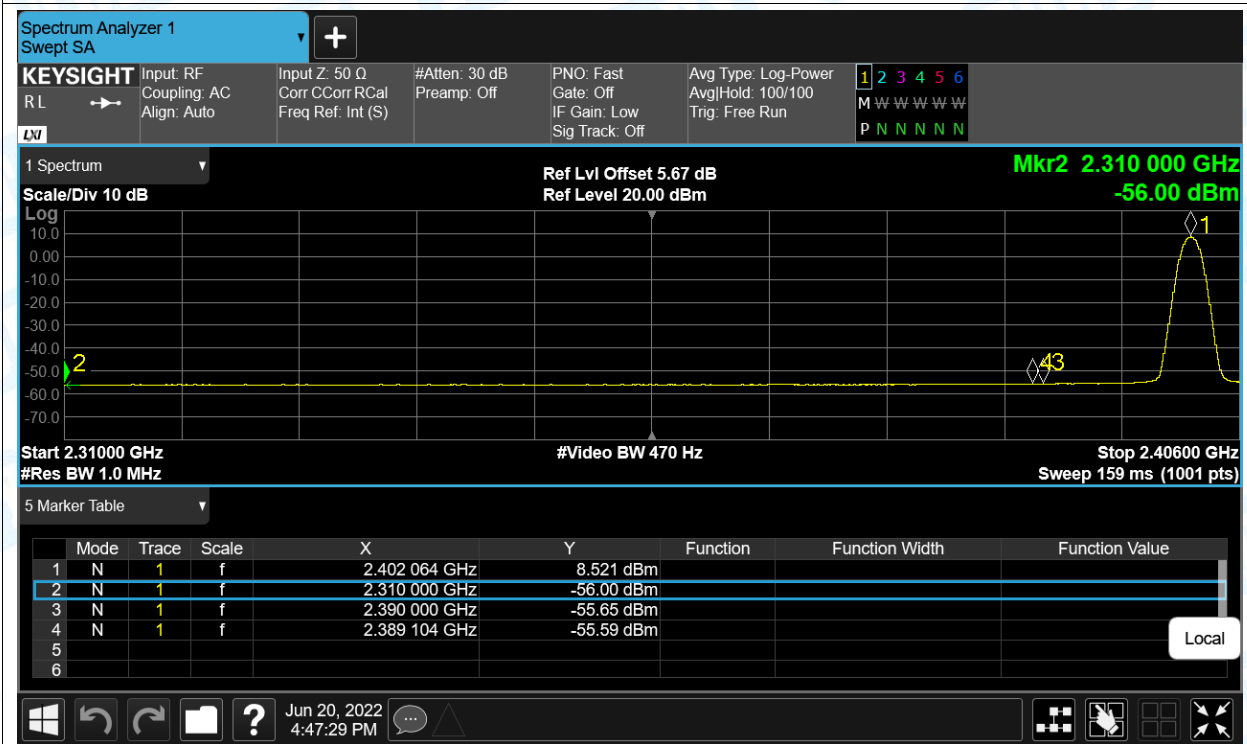 Spectrum Analyzer 1
Swept SA
KEYSIGHT
RL
LXI
Input: RF
Coupling: AC
Align: Auto
Input Z: 50 Ω
Corr CCorr RCal
Freq Ref: Int (S)
#Atten: 30 dB
Preamp: Off
PNO: Fast
Gate: Off
IF Gain: Low
Sig Track: Off
Avg Type: Log-Power
Avg|Hold: 100/100
Trig: Free Run
1 2 3 4 5 6
M W W W W W
P N N N N N
1 Spectrum
Scale/Div 10 dB
Ref Lvl Offset 5.67 dB
Ref Level 20.00 dBm
Mkr2 2.310 000 GHz
-56.00 dBm
Log
10.0
0.00
-10.0
-20.0
-30.0
-40.0
-50.0
-60.0
-70.0
1
2
43
Start 2.31000 GHz
#Video BW 470 Hz
Stop 2.40600 GHz
#Res BW 1.0 MHz
Sweep 159 ms (1001 pts)
5 Marker Table
Mode Trace Scale X Y Function Function Width Function Value
1 N 1 f 2.402 064 GHz 8.521 dBm
2 N 1 f 2.310 000 GHz -56.00 dBm
3 N 1 f 2.390 000 GHz -55.65 dBm
4 N 1 f 2.389 104 GHz -55.59 dBm
5
6
Local
?
Jun 20, 2022
4:47:29 PM